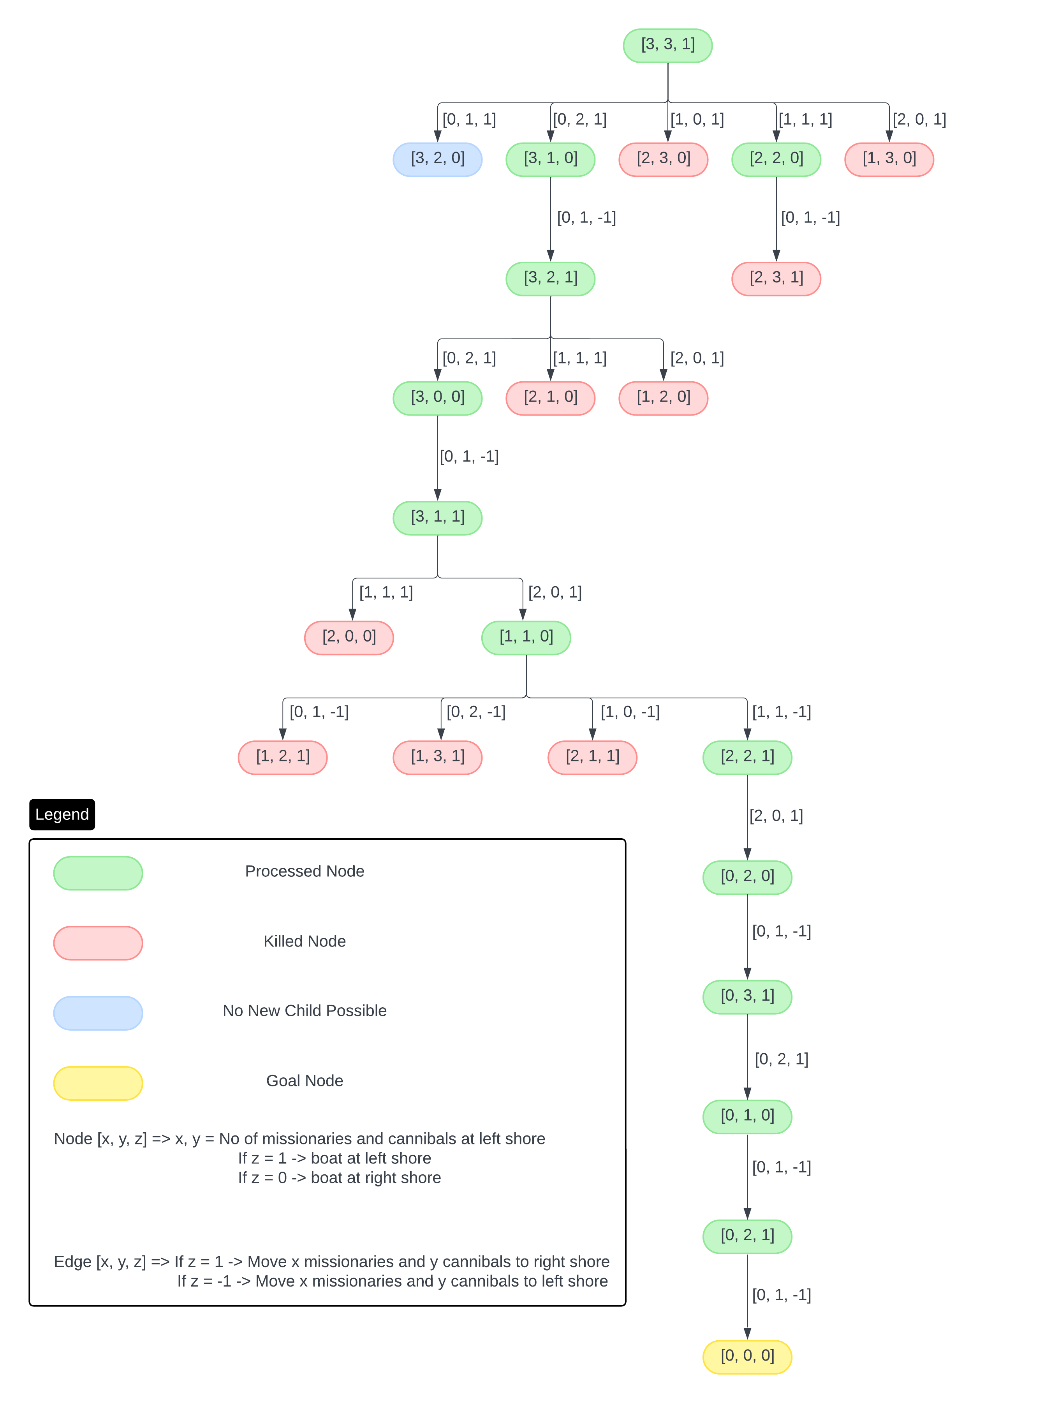 [3, 3, 1]
[0, 1, 1]
[0, 2, 1]
[1, 0, 1]
[1, 1, 1]
[2, 0, 1]
[3, 2, 0]
[3, 1, 0]
[2, 3, 0]
[2, 2, 0]
[1, 3, 0]
[0, 1, -1]
[0, 1, -1]
[3, 2, 1]
[2, 3, 1]
[0, 2, 1]
[1, 1, 1]
[2, 0, 1]
[3, 0, 0]
[2, 1, 0]
[1, 2, 0]
[0, 1, -1]
[3, 1, 1]
[1, 1, 1]
[2, 0, 1]
[2, 0, 0]
[1, 1, 0]
[0, 1, -1]
[0, 2, -1]
[1, 0, -1]
[1, 1, -1]
[1, 2, 1]
[1, 3, 1]
[2, 1, 1]
[2, 2, 1]
[2, 0, 1]
[0, 2, 0]
[0, 1, -1]
[0, 3, 1]
[0, 2, 1]
[0, 1, 0]
[0, 1, -1]
[0, 2, 1]
[0, 1, -1]
[0, 0, 0]
Legend
Processed Node
Killed Node
No New Child Possible
Goal Node
Node [x, y, z] => x, y = No of missionaries and cannibals at left shore
If z = 1 -> boat at left shore
If z = 0 -> boat at right shore
Edge [x, y, z] => If z = 1 -> Move x missionaries and y cannibals to right shore
If z = -1 -> Move x missionaries and y cannibals to left shore